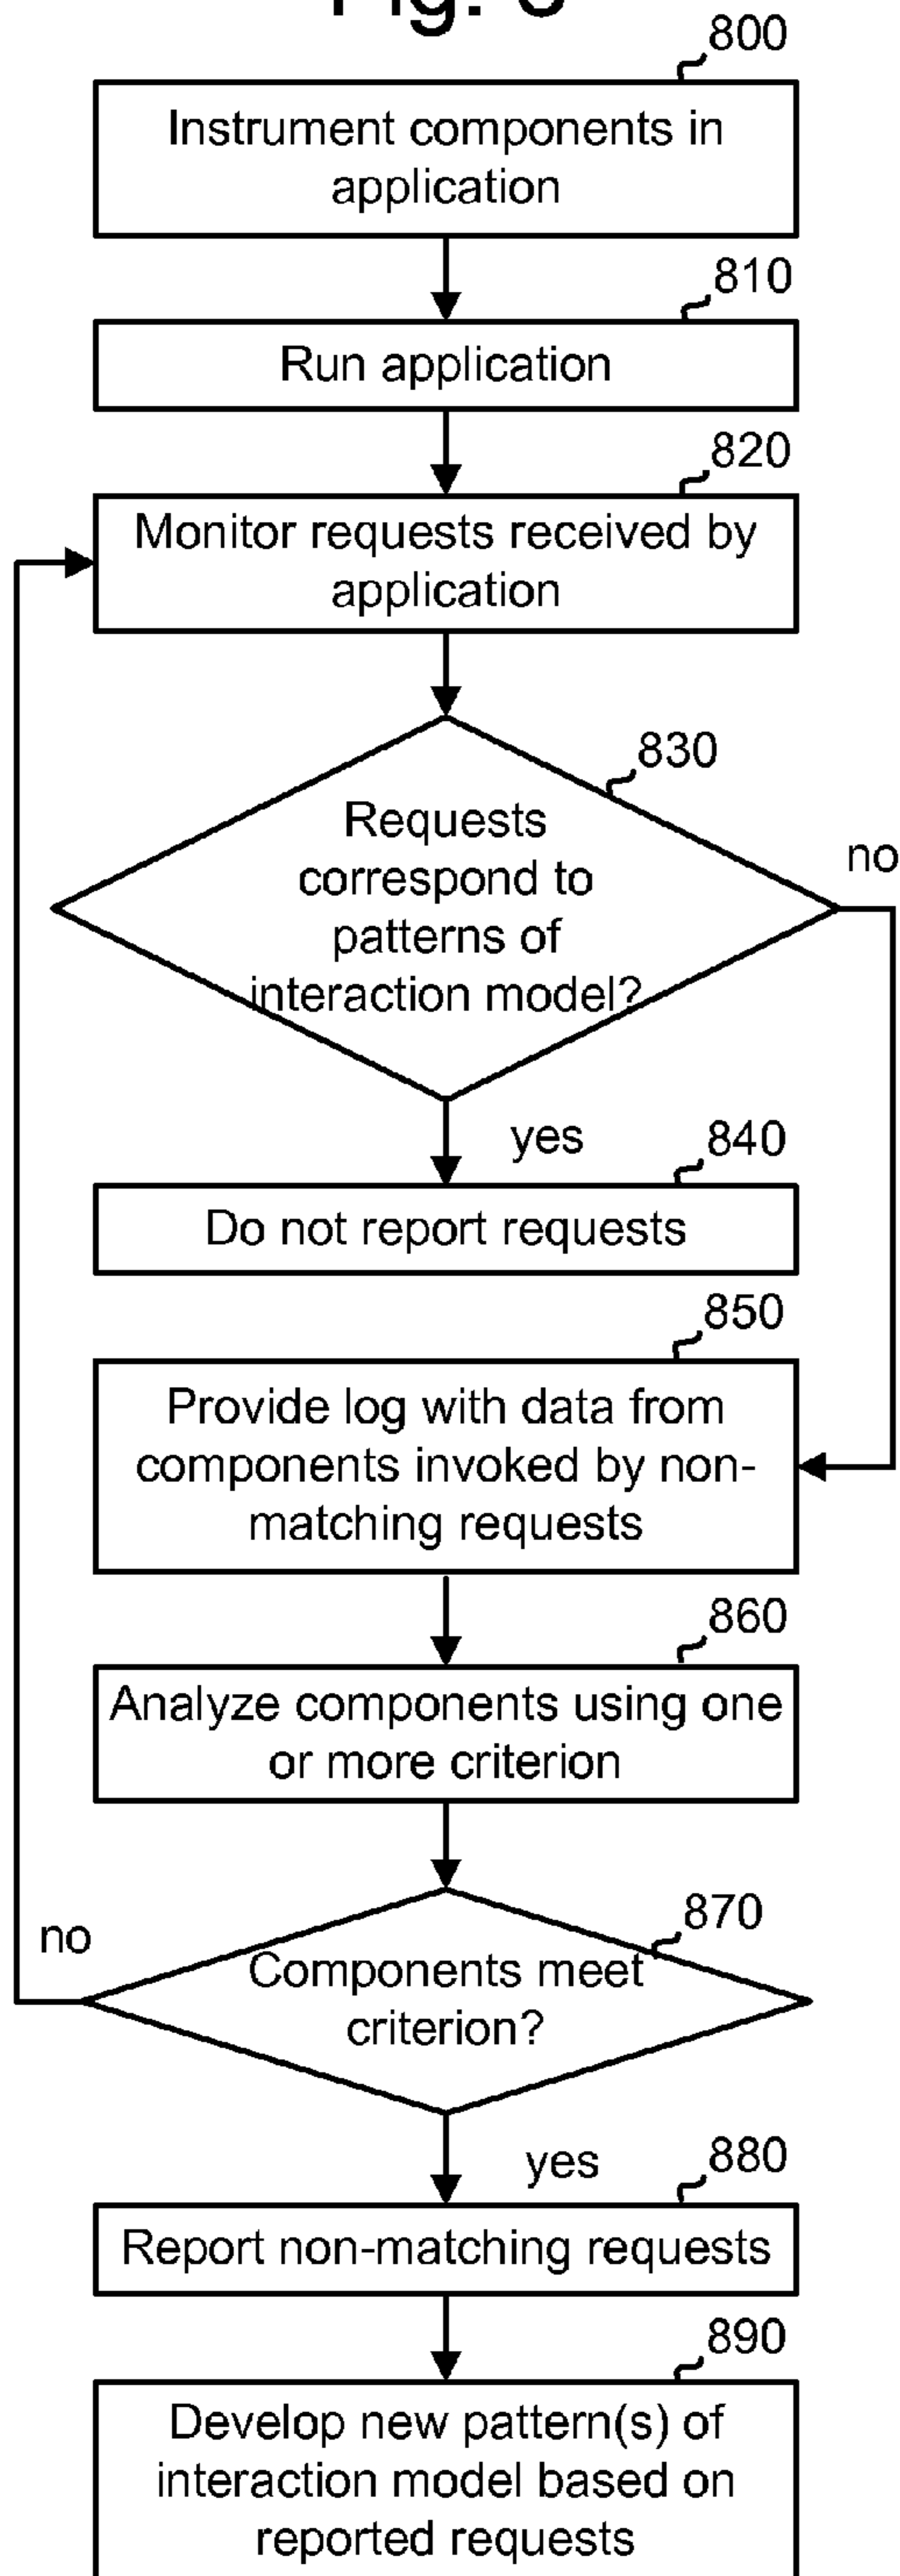 800
Instrument components in
application
810
Run application
820
Monitor requests received by
application
830
Requests
correspond to
patterns of
interaction model?
no
yes
840
Do not report requests
850
Provide log with data from
components invoked by non-
matching requests
860
Analyze components using one
or more criterion
870
no
Components meet
criterion?
yes
880
Report non-matching requests
890
Develop new pattern(s) of
interaction model based on
reported requests